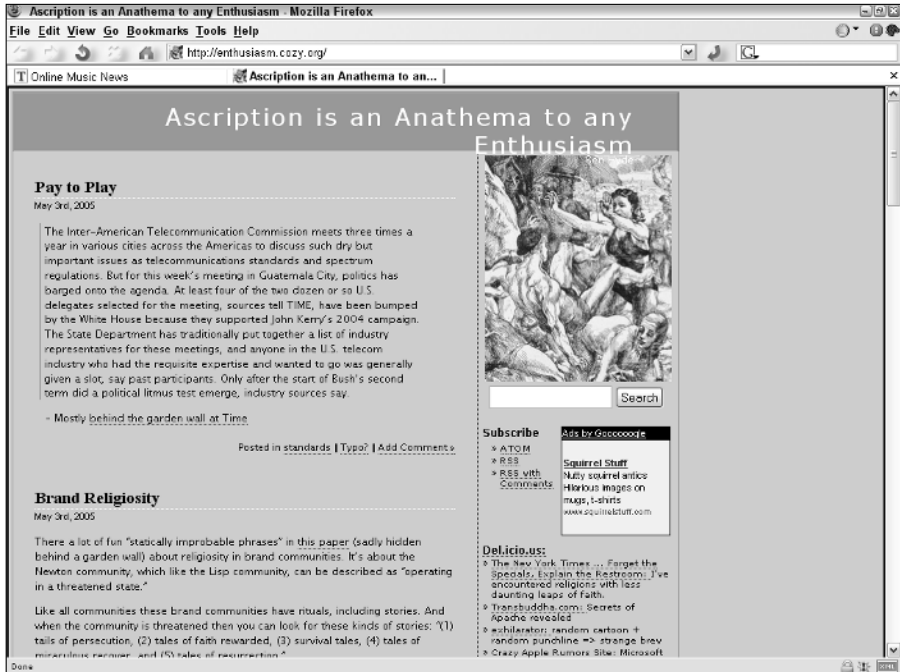 Ascription is an Anathema to any Enthusiasm - Mozilla Firefox
File Edit View Go Bookmarks Tools Help
http://enthusiasm.cozy.org/
G
T Online Music News
Ascription is an Anathema to an...
Ascription is an Anathema to any
Enthusiasm
Pay to Play
May 3rd, 2005
The Inter-American Telecommunication Commission meets three times a
year in various cities across the Americas to discuss such dry but
important issues as telecommunications standards and spectrum
regulations. But for this week's meeting in Guatemala City, politics has
barged onto the agenda. At least four of the two dozen or so U.S.
delegates selected for the meeting, sources tell TIME, have been bumped
by the White House because they supported John Kerry's 2004 campaign.
The State Department has traditionally put together a list of industry
representatives for these meetings, and anyone in the U.S. telecom
industry who had the requisite expertise and wanted to go was generally
given a slot, say past participants. Only after the start of Bush's second
term did a political litmus test emerge, industry sources say.
- Mostly behind the garden wall at Time
Posted in standards | Typo? | Add Comment »
Brand Religiosity
May 3rd, 2005
There a lot of fun "statically improbable phrases" in this paper (sadly hidden
behind a garden wall) about religiosity in brand communities. It's about the
Newton community, which like the Lisp community, can be described as "operating
in a threatened state."
Like all communities these brand communities have rituals, including stories. And
when the community is threatened then you can look for these kinds of stories: "(1)
tails of persecution, (2) tales of faith rewarded, (3) survival tales, (4) tales of
miraculous recover, and (5) tales of resurrection."
Search
Subscribe
» ATOM
» RSS
» RSS with
Comments
Ads by Goooooogle
Squirrel Stuff
Nutty squirrel antics
Hilarious images on
mugs, t-shirts
www.squirrelstuff.com
Del.icio.us:
» The New York Times ... Forget the
Specials, Explain the Restroom: I've
encountered religions with less
daunting leaps of faith.
» Transbuddha.com: Secrets of
Apache revealed
» exhilarator: random cartoon +
random punchline => strange brev
» Crazy Apple Rumors Site: Microsoft
Done